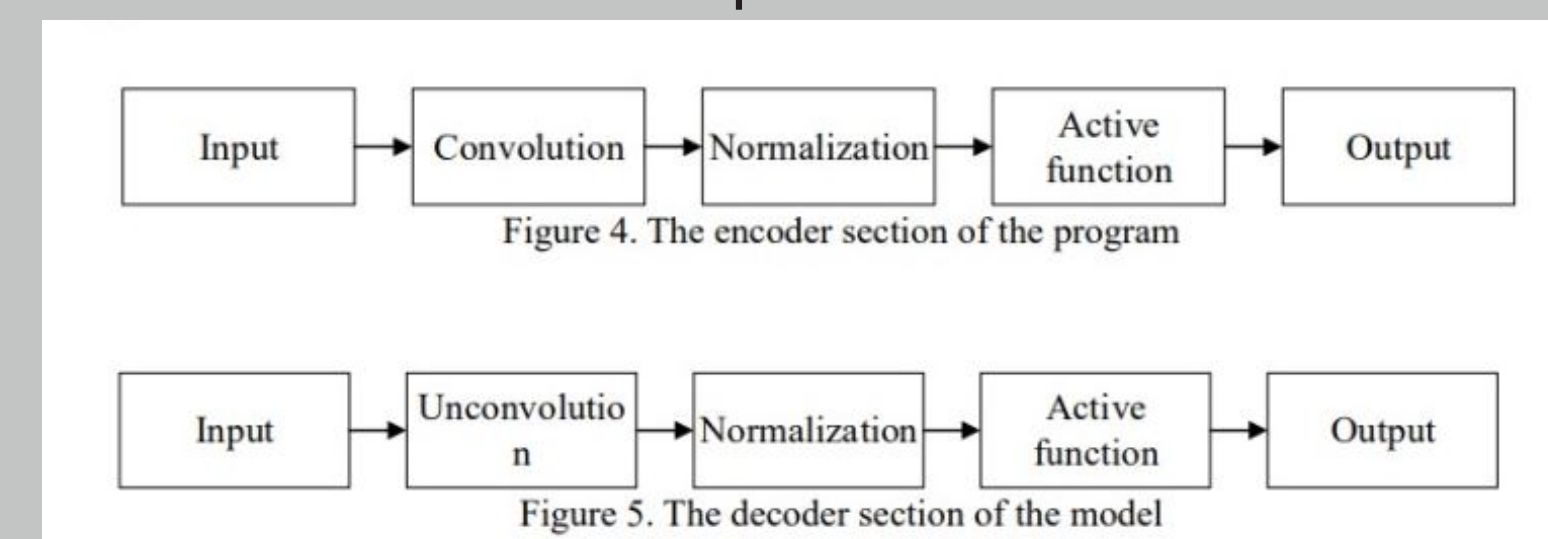 Input
Convolution
Normalization
Active
function
Output
Figure 4. The encoder section of the program
Input
Unconvolutio
n
Normalization
Active
function
Output
Figure 5. The decoder section of the model